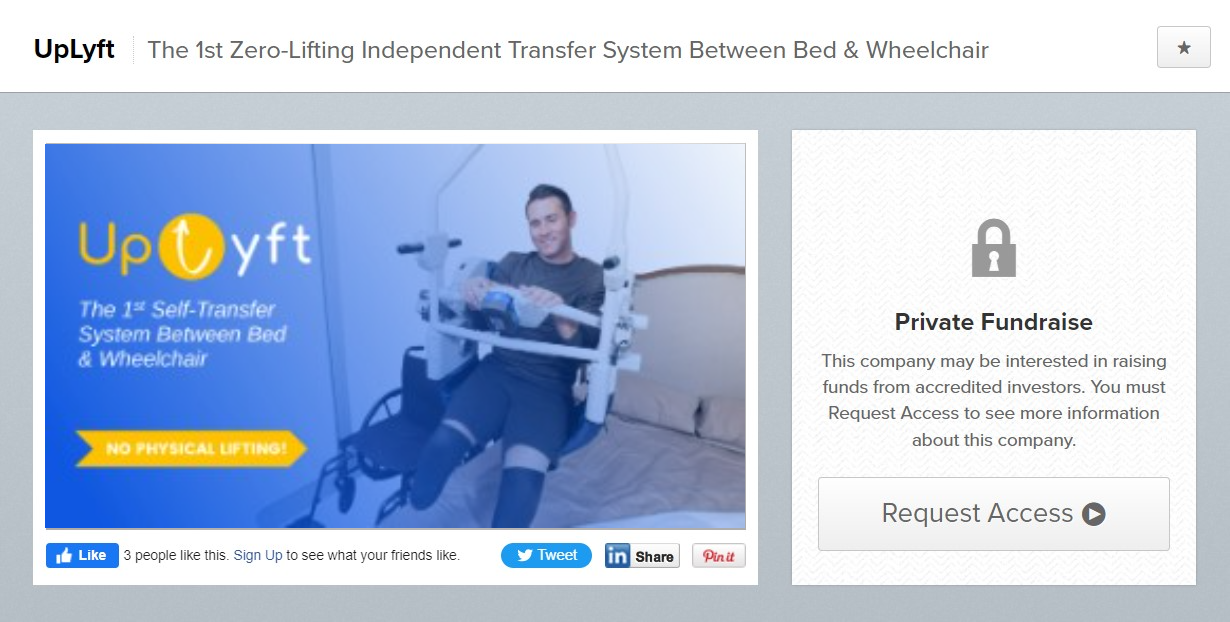 UpLyft
The 1st Zero-Lifting Independent Transfer System Between Bed & Wheelchair
UpLyft
The 1st Self-Transfer
System Between Bed
& Wheelchair
NO PHYSICAL LIFTING!
Like
3 people like this. Sign Up to see what your friends like.
Tweet
in Share
Pin it
Private Fundraise
This company may be interested in raising
funds from accredited investors. You must
Request Access to see more information
about this company.
Request Access